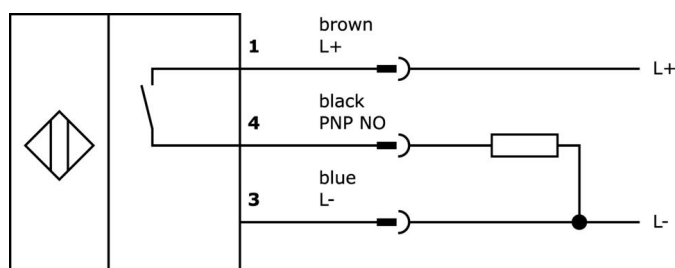 brown
1 L+ L+
black
4 PNP NO
blue
3 L- L-